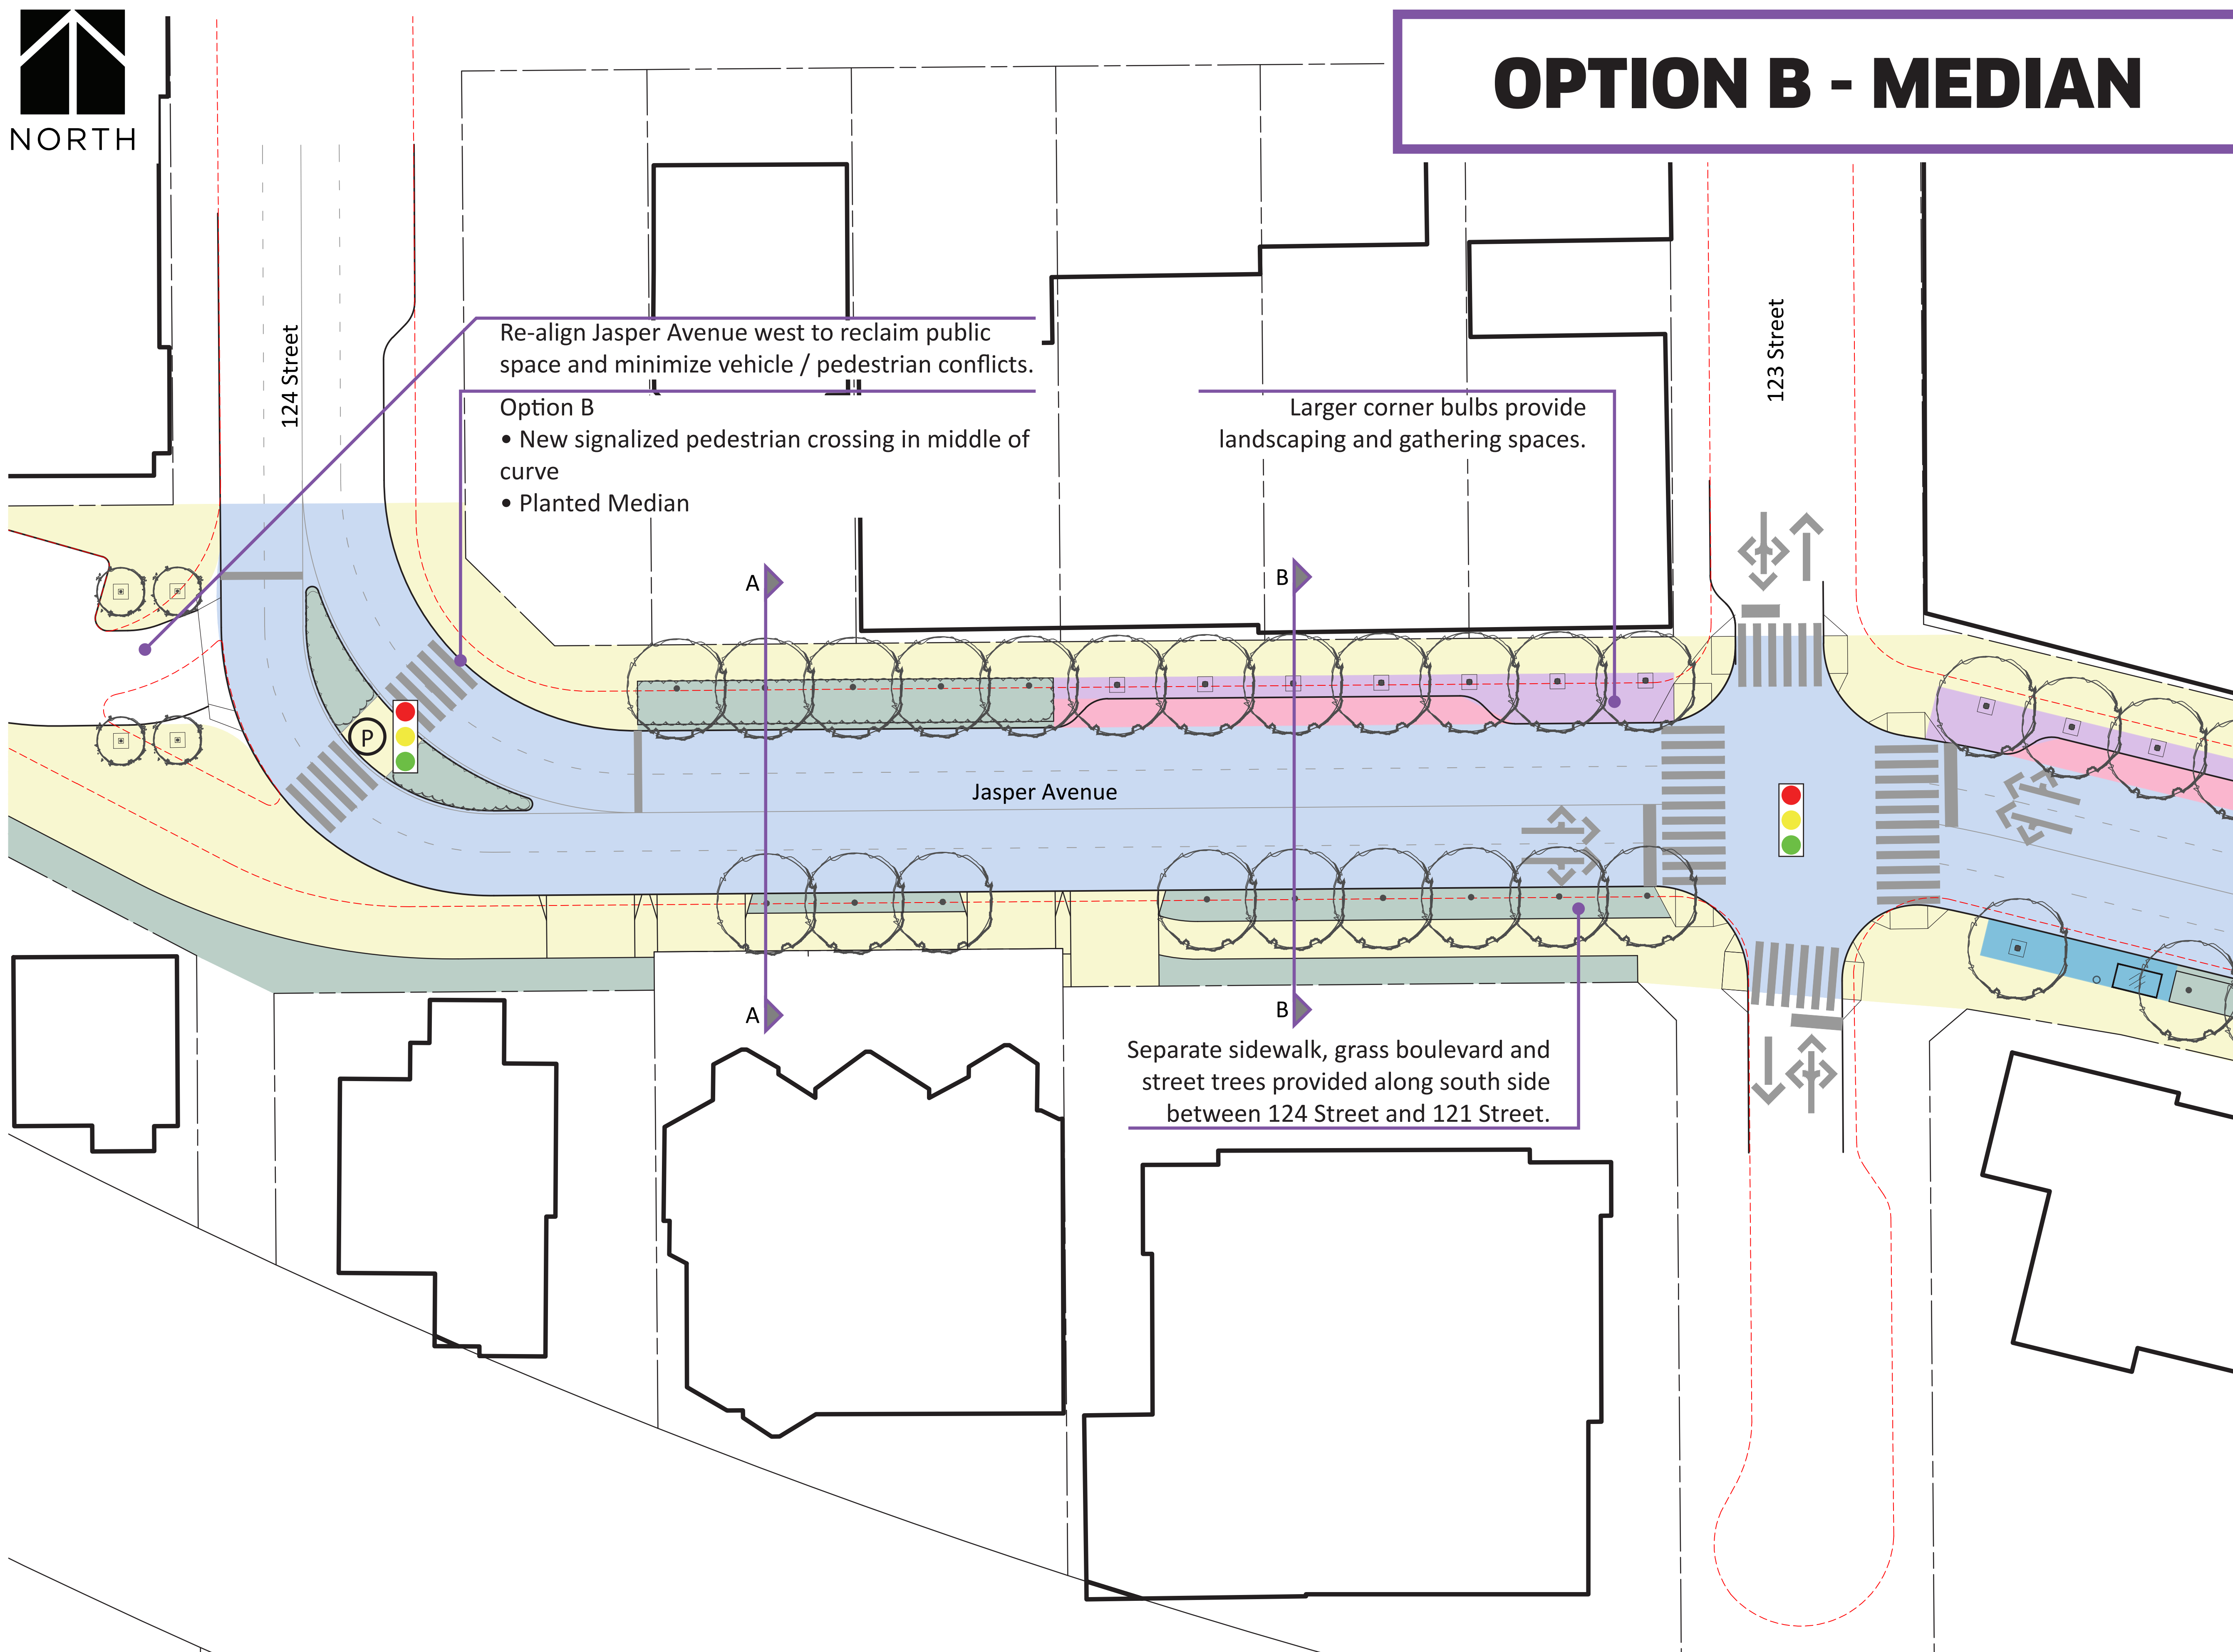 NORTH
OPTION B - MEDIAN
124 Street
123 Street
Re-align Jasper Avenue west to reclaim public
space and minimize vehicle / pedestrian conflicts.
Option B
• New signalized pedestrian crossing in middle of
curve
• Planted Median
Larger corner bulbs provide
landscaping and gathering spaces.
A
B
P
Jasper Avenue
A
B
Separate sidewalk, grass boulevard and
street trees provided along south side
between 124 Street and 121 Street.